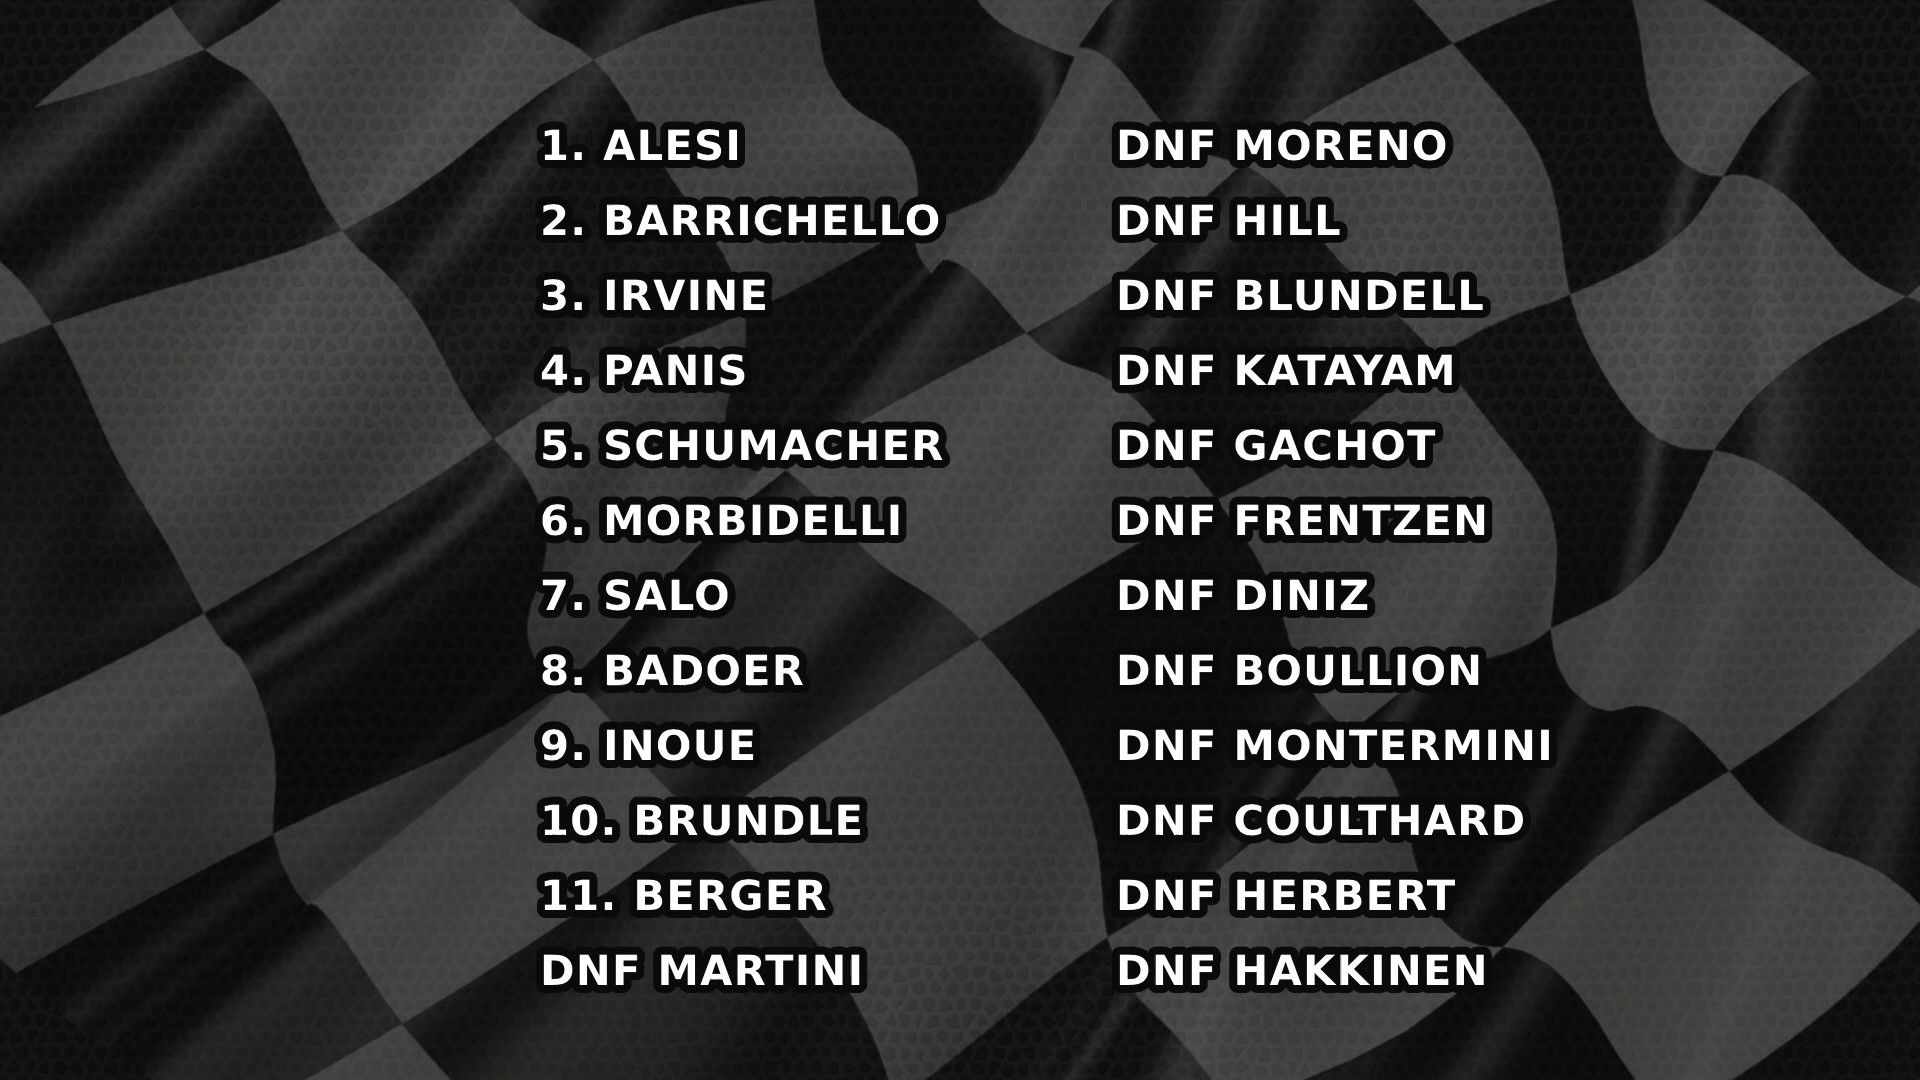 1. ALESI
2. BARRICHELLO
3. IRVINE
4. PANIS
5. SCHUMACHER
6. MORBIDELLI
7. SALO
8. BADOER
9. INOUE
10. BRUNDLE
11. BERGER
DNF MARTINI
DNF MORENO
DNF HILL
DNF BLUNDELL
DNF KATAYAM
DNF GACHOT
DNF FRENTZEN
DNF DINIZ
DNF BOULLION
DNF MONTERMINI
DNF COULTHARD
DNF HERBERT
DNF HAKKINEN